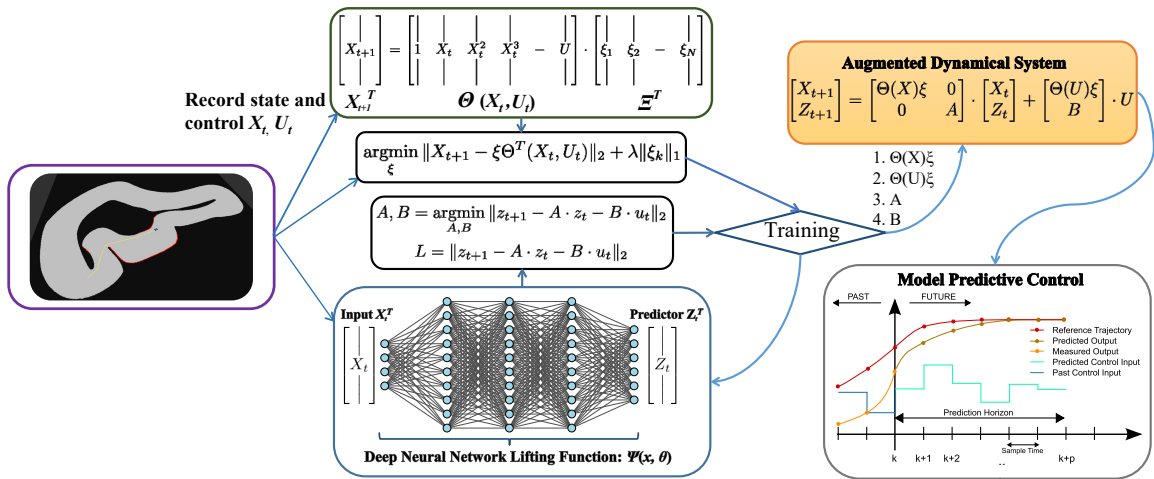 Record state and
control X_t, U_t
[X_{t+1}] = [1 X_t X_t^2 X_t^3 – U] · [ξ_1 ξ_2 – ξ_N]
X_{t+1}^T Θ (X_t, U_t) Ξ^T
argmin_ξ ‖X_{t+1} − ξΘ^T(X_t, U_t)‖_2 + λ‖ξ_k‖_1
A, B = argmin_{A,B} ‖z_{t+1} − A · z_t − B · u_t‖_2
L = ‖z_{t+1} − A · z_t − B · u_t‖_2
Input X_t^T
[X_t]
Predictor Z_t^T
[Z_t]
Deep Neural Network Lifting Function: Ψ(x, θ)
Training
1. Θ(X)ξ
2. Θ(U)ξ
3. A
4. B
Augmented Dynamical System
[X_{t+1} Z_{t+1}] = [Θ(X)ξ 0 0 A] · [X_t Z_t] + [Θ(U)ξ B] · U
Model Predictive Control
PAST FUTURE
Reference Trajectory
Predicted Output
Measured Output
Predicted Control Input
Past Control Input
Prediction Horizon
Sample Time
k k+1 k+2 .. k+p